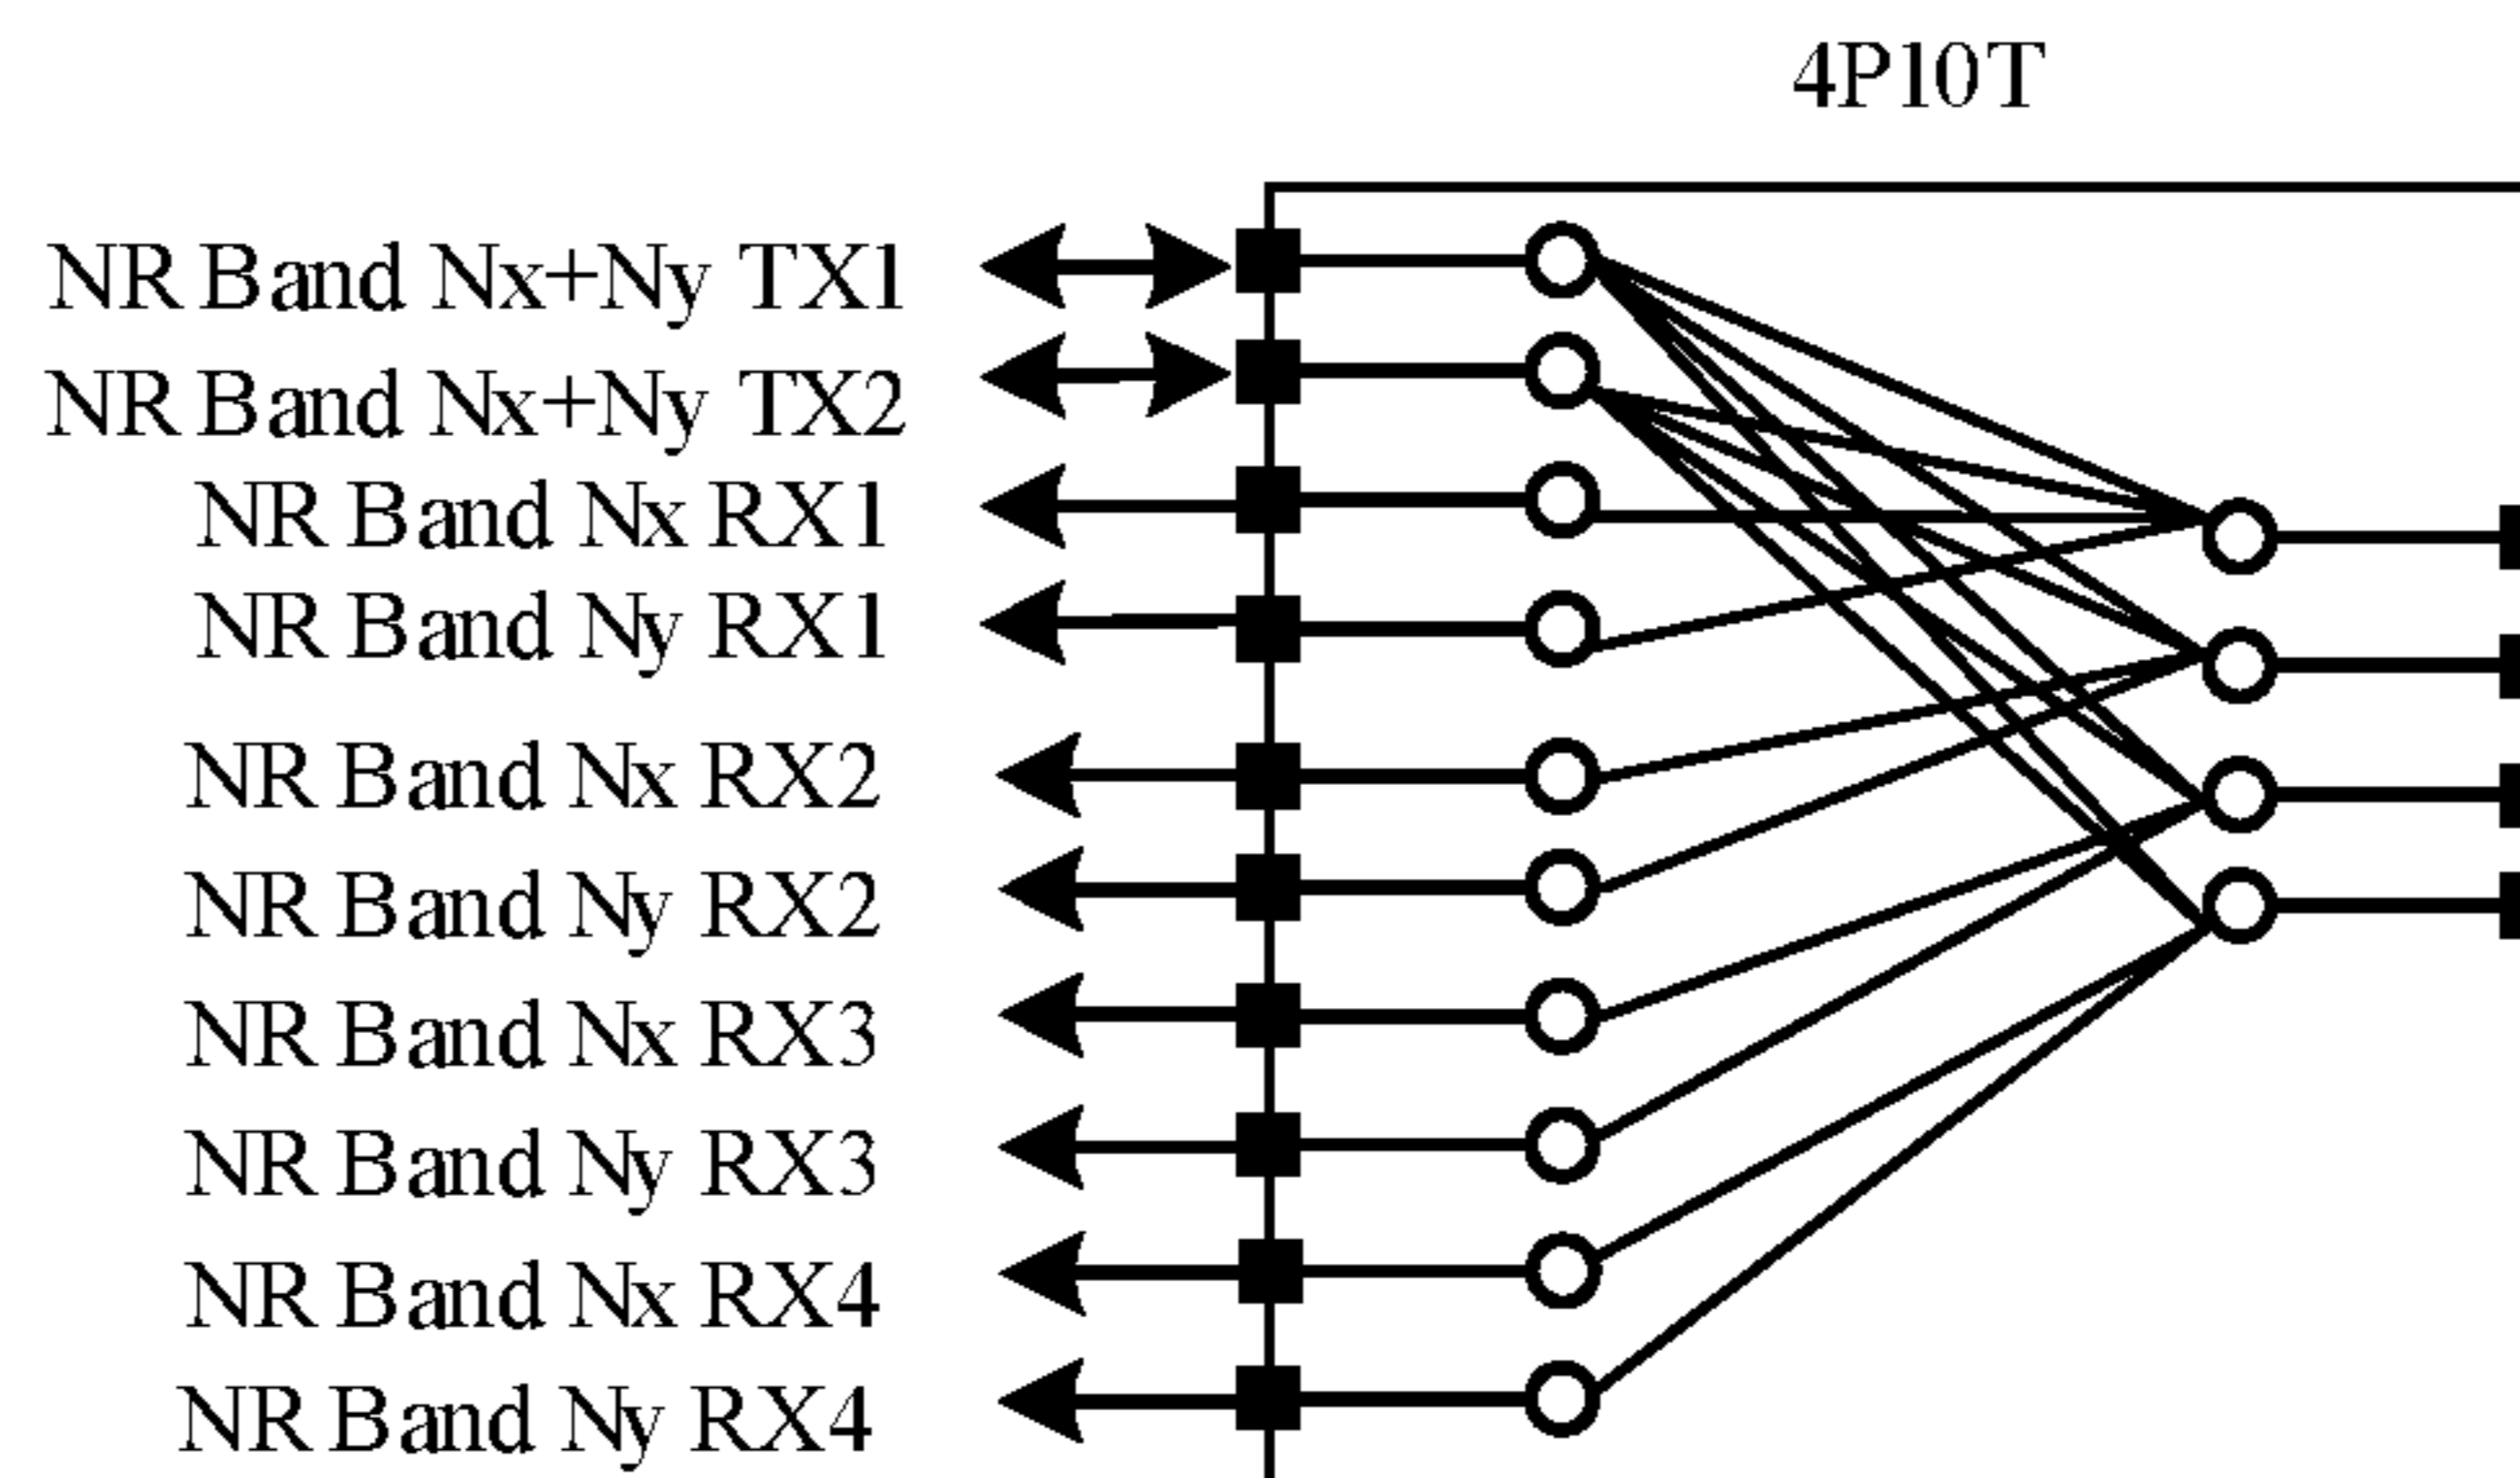 4P10T
NR Band Nx+Ny TX1
NR Band Nx+Ny TX2
NR Band Nx RX1
NR Band Ny RX1
NR Band Nx RX2
NR Band Ny RX2
NR Band Nx RX3
NR Band Ny RX3
NR Band Nx RX4
NR Band Ny RX4